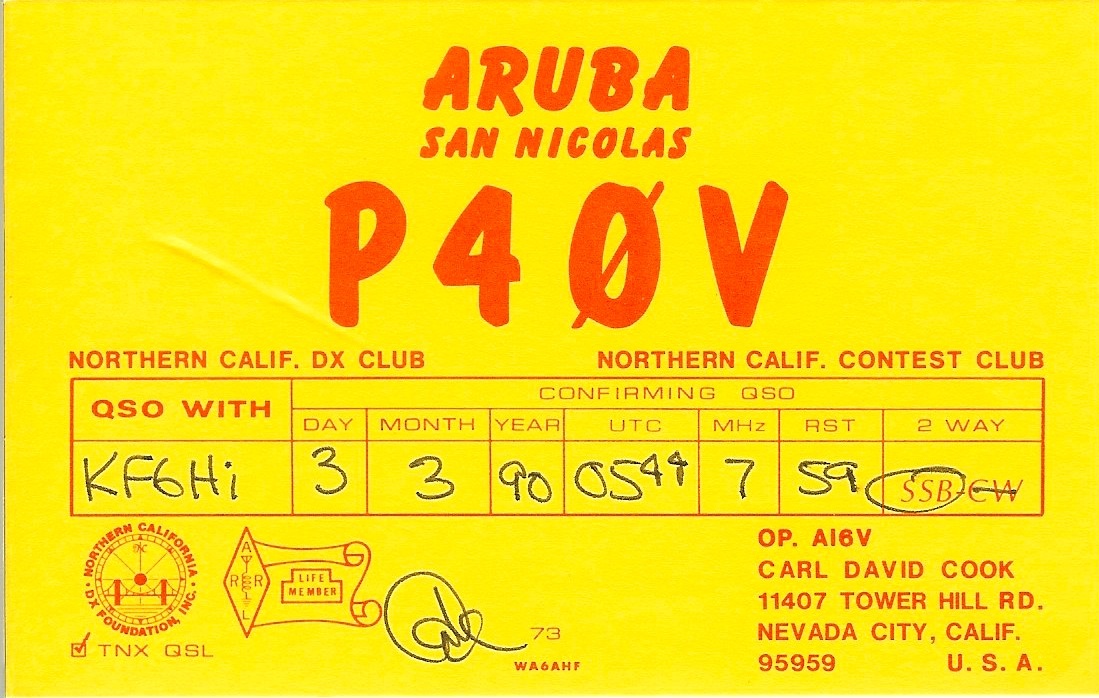 ARUBA
SAN NICOLAS
P4ØV
NORTHERN CALIF. DX CLUB
NORTHERN CALIF. CONTEST CLUB
QSO WITH
CONFIRMING QSO
DAY MONTH YEAR UTC MHz RST 2 WAY
KF6Hi 3 3 90 0544 7 59 SSB-CW
NORTHERN CALIFORNIA
DX FOUNDATION, INC.
ARRL
LIFE
MEMBER
TNX QSL
73
WA6AHF
OP. AI6V
CARL DAVID COOK
11407 TOWER HILL RD.
NEVADA CITY, CALIF.
95959 U. S. A.